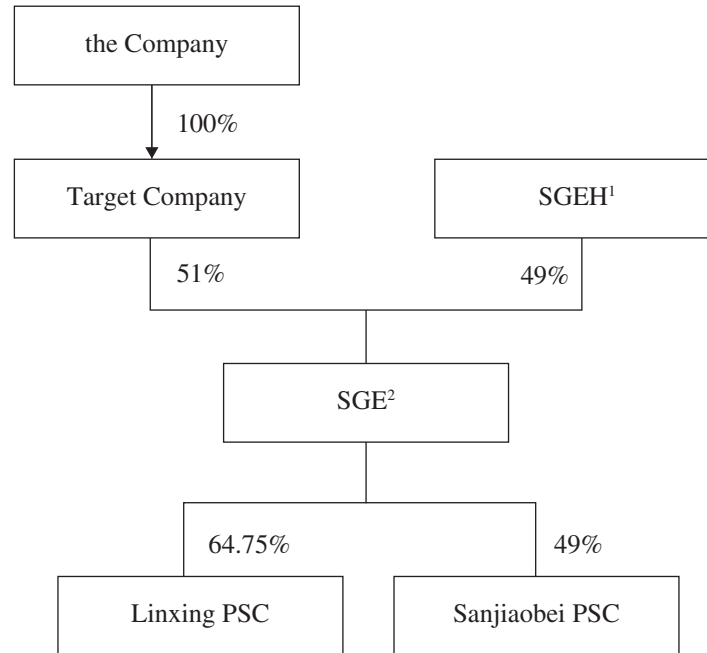 the Company
100%
Target Company
SGEH¹
51%
49%
SGE²
64.75%
49%
Linxing PSC
Sanjiaobei PSC